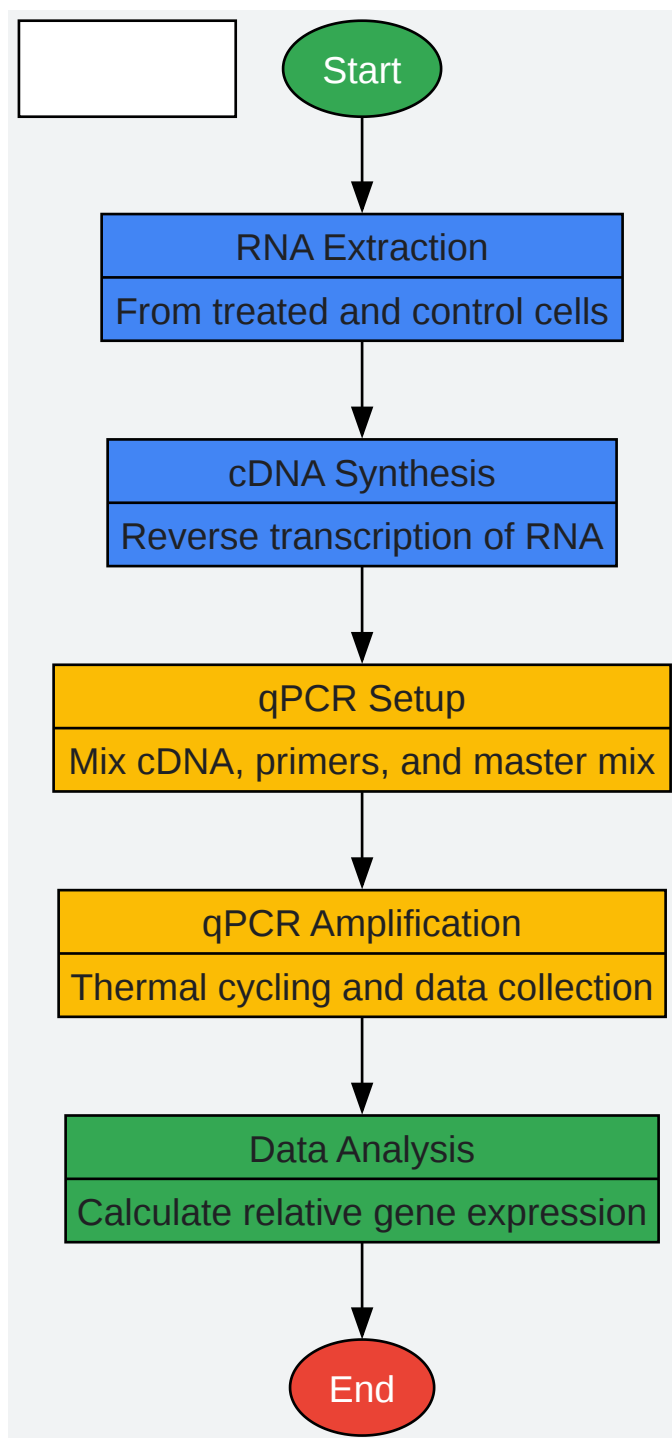 Start
RNA Extraction
From treated and control cells
cDNA Synthesis
Reverse transcription of RNA
qPCR Setup
Mix cDNA, primers, and master mix
qPCR Amplification
Thermal cycling and data collection
Data Analysis
Calculate relative gene expression
End